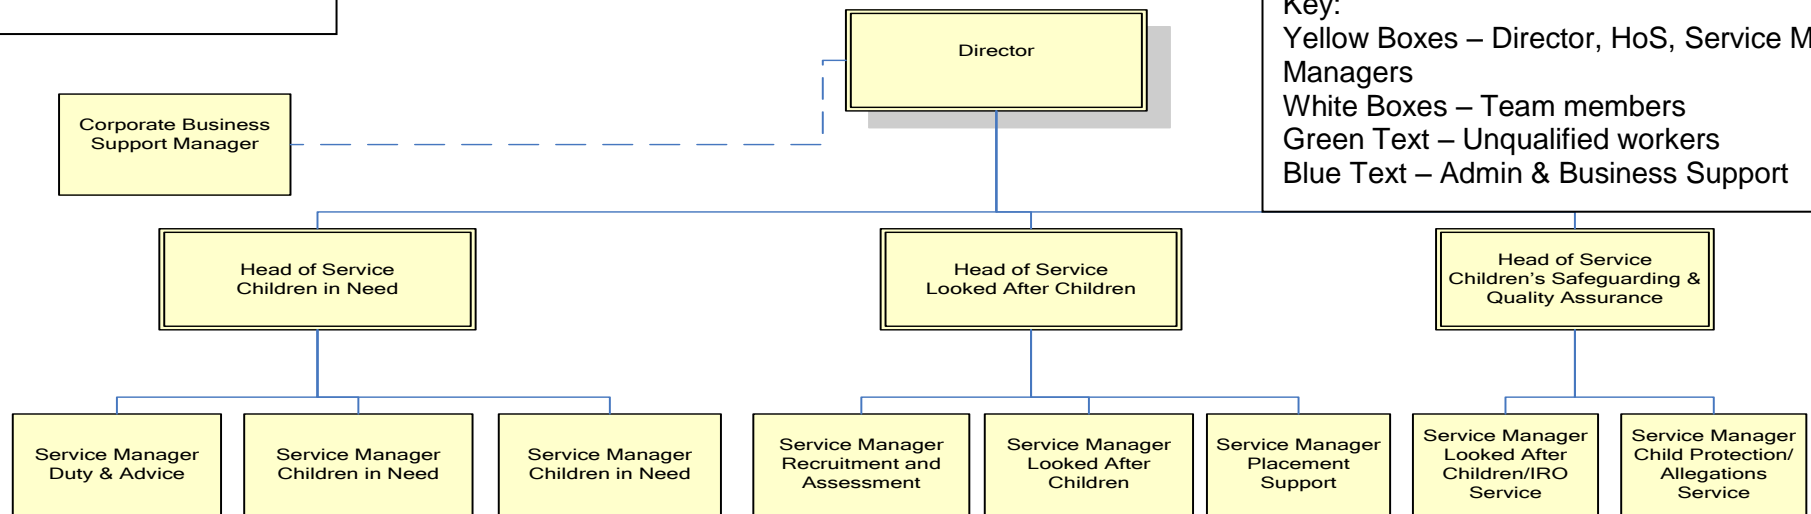 Key:
Yellow Boxes – Director, HoS, Service M
Managers
White Boxes – Team members
Green Text – Unqualified workers
Blue Text – Admin & Business Support
Director
Corporate Business
Support Manager
Head of Service
Children in Need
Head of Service
Looked After Children
Head of Service
Children’s Safeguarding &
Quality Assurance
Service Manager
Duty & Advice
Service Manager
Children in Need
Service Manager
Children in Need
Service Manager
Recruitment and
Assessment
Service Manager
Looked After
Children
Service Manager
Placement
Support
Service Manager
Looked After
Children/IRO
Service
Service Manager
Child Protection/
Allegations
Service